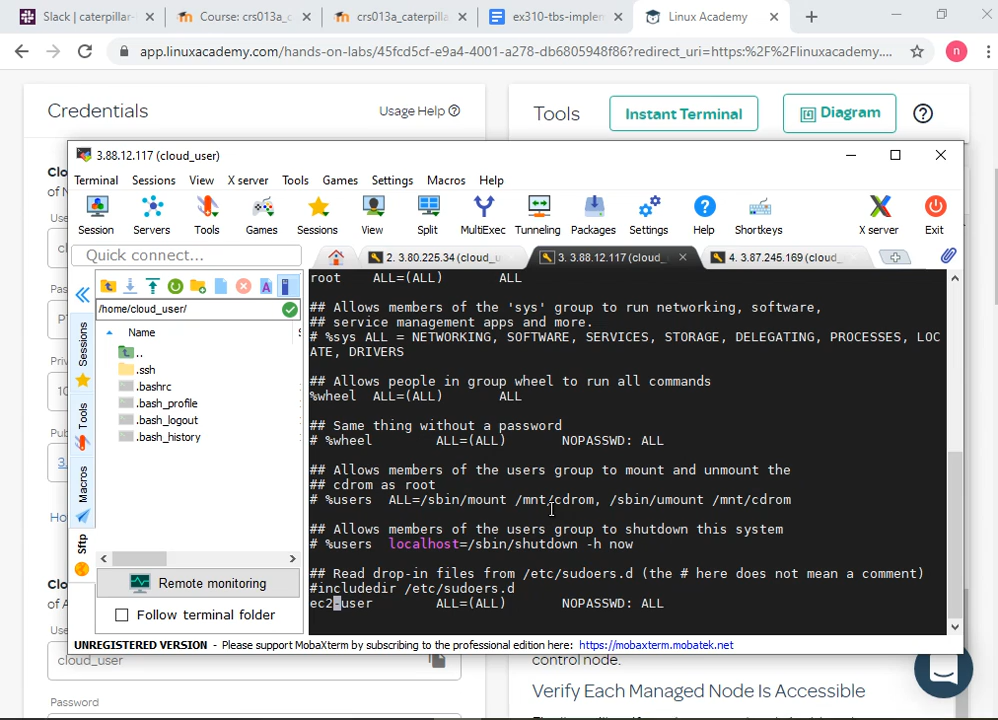 Slack | caterpillar-
Course: crs013a_c
crs013a_caterpilla
ex310-tbs-implem
Linux Academy
app.linuxacademy.com/hands-on-labs/45fcd5cf-e9a4-4001-a278-db6805948f86?redirect_uri=https:%2F%2Flinuxacademy....
n
Credentials
Usage Help
Tools
Instant Terminal
Diagram
3.88.12.117 (cloud_user)
Terminal Sessions View X server Tools Games Settings Macros Help
Session Servers Tools Games Sessions View Split MultiExec Tunneling Packages Settings Help Shortkeys X server Exit
Quick connect...
2. 3.80.225.34 (cloud_u
3. 3.88.12.117 (cloud_
4. 3.87.245.169 (cloud_
/home/cloud_user/
Name
..
.ssh
.bashrc
.bash_profile
.bash_logout
.bash_history
Sessions
Tools
Macros
Sftp
Remote monitoring
Follow terminal folder
root ALL=(ALL) ALL
## Allows members of the 'sys' group to run networking, software,
## service management apps and more.
# %sys ALL = NETWORKING, SOFTWARE, SERVICES, STORAGE, DELEGATING, PROCESSES, LOC
ATE, DRIVERS
## Allows people in group wheel to run all commands
%wheel ALL=(ALL) ALL
## Same thing without a password
# %wheel ALL=(ALL) NOPASSWD: ALL
## Allows members of the users group to mount and unmount the
## cdrom as root
# %users ALL=/sbin/mount /mnt/cdrom, /sbin/umount /mnt/cdrom
## Allows members of the users group to shutdown this system
# %users localhost=/sbin/shutdown -h now
## Read drop-in files from /etc/sudoers.d (the # here does not mean a comment)
#includedir /etc/sudoers.d
ec2-user ALL=(ALL) NOPASSWD: ALL
UNREGISTERED VERSION - Please support MobaXterm by subscribing to the professional edition here: https://mobaxterm.mobatek.net
cloud_user
Password
control node.
Verify Each Managed Node Is Accessible